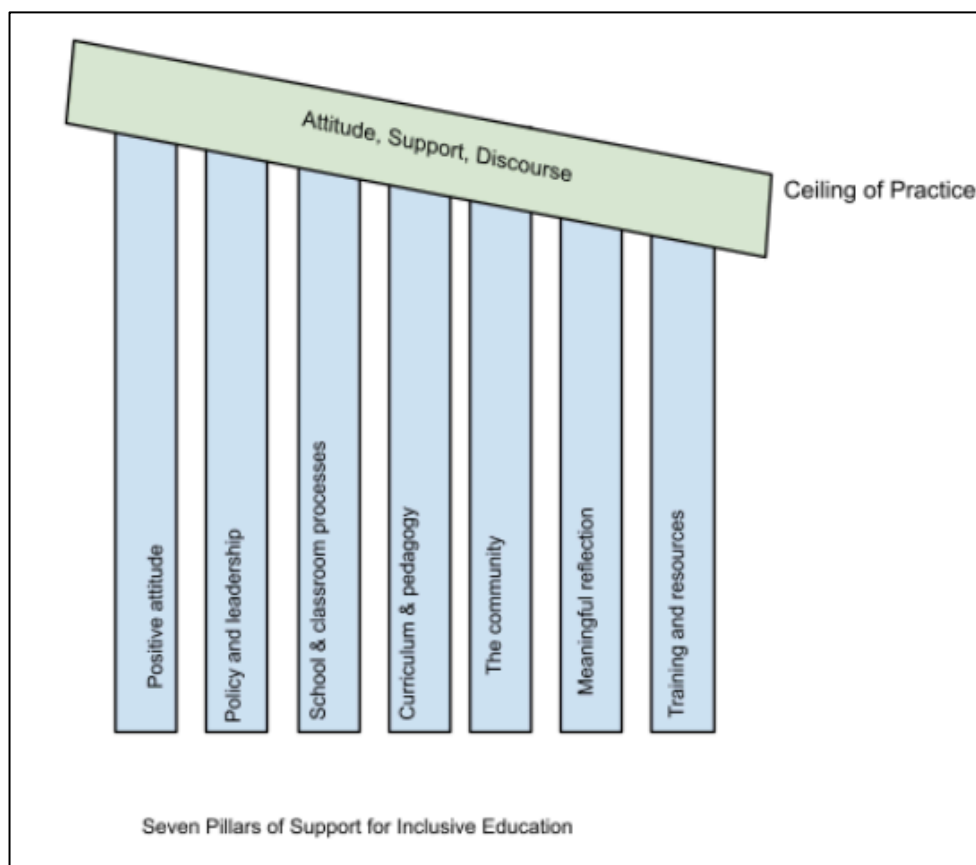 Attitude, Support, Discourse
Ceiling of Practice
Positive attitude
Policy and leadership
School & classroom processes
Curriculum & pedagogy
The community
Meaningful reflection
Training and resources
Seven Pillars of Support for Inclusive Education